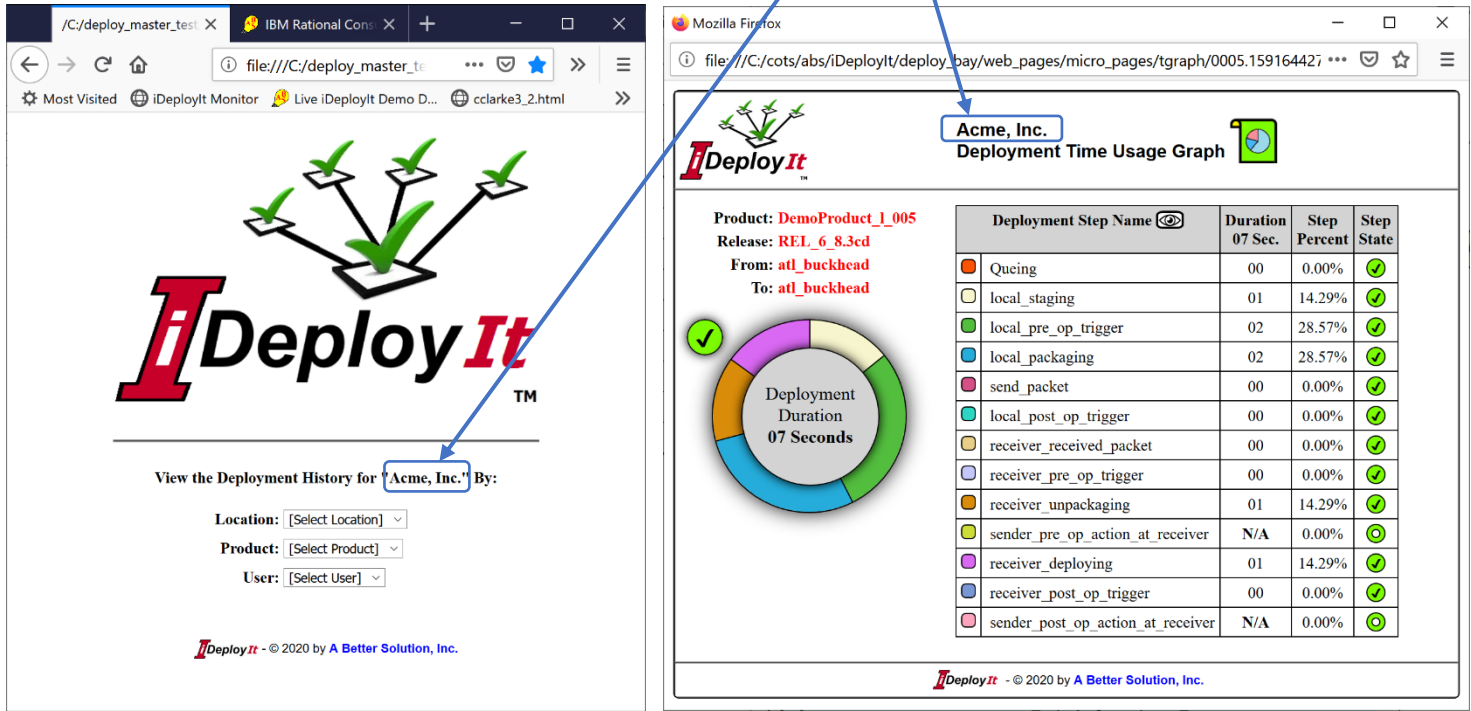 /C:/deploy_master_test
IBM Rational Cons
file:///C:/deploy_master_te
Most Visited
iDeployIt Monitor
Live iDeployIt Demo D...
cclarke3_2.html
iDeployIt
TM
View the Deployment History for "Acme, Inc." By:
Location: [Select Location]
Product: [Select Product]
User: [Select User]
iDeployIt - © 2020 by A Better Solution, Inc.
Mozilla Firefox
file:///C:/cots/abs/iDeployIt/deploy_bay/web_pages/micro_pages/tgraph/0005.159164427
iDeployIt
TM
Acme, Inc.
Deployment Time Usage Graph
Product: DemoProduct_l_005
Release: REL_6_8.3cd
From: atl_buckhead
To: atl_buckhead
Deployment
Duration
07 Seconds
Deployment Step Name Duration 07 Sec. Step Percent Step State
Queing 00 0.00%
local_staging 01 14.29%
local_pre_op_trigger 02 28.57%
local_packaging 02 28.57%
send_packet 00 0.00%
local_post_op_trigger 00 0.00%
receiver_received_packet 00 0.00%
receiver_pre_op_trigger 00 0.00%
receiver_unpackaging 01 14.29%
sender_pre_op_action_at_receiver N/A 0.00%
receiver_deploying 01 14.29%
receiver_post_op_trigger 00 0.00%
sender_post_op_action_at_receiver N/A 0.00%
iDeployIt - © 2020 by A Better Solution, Inc.